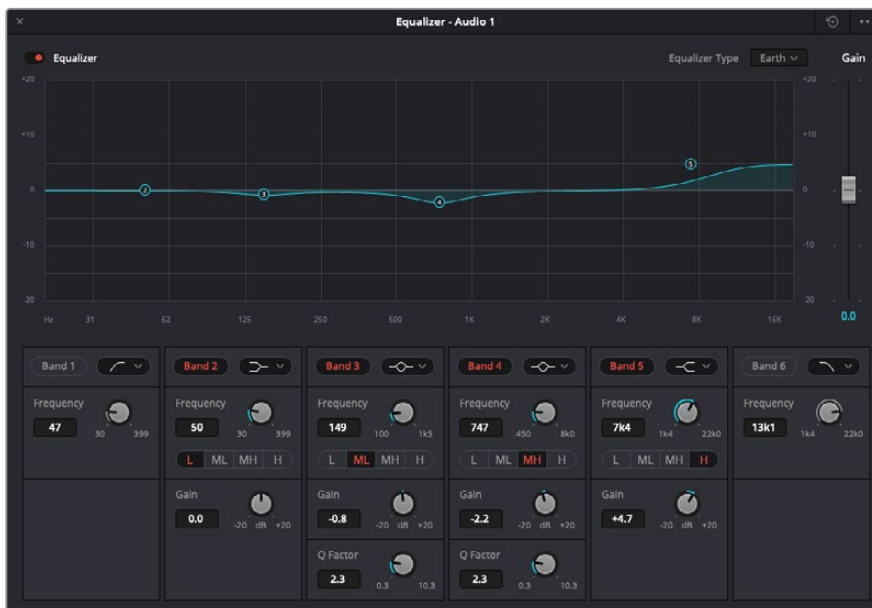 Equalizer - Audio 1
Equalizer
Equalizer Type Earth Gain
+20 +20
+10 +10
0 0
-10 -10
20 20
2 3 4 5
Hz 31 62 125 250 500 1K 2K 4K 8K 16K
0.0
Band 1 Band 2 Band 3 Band 4 Band 5 Band 6
Frequency Frequency Frequency Frequency Frequency Frequency
47 50 149 747 7k4 13k1
30 399 30 399 100 1k5 450 8k0 1k4 22k0 1k4 22k0
L ML MH H L ML MH H L ML MH H L ML MH H
Gain Gain Gain Gain
0.0 -0.8 -2.2 +4.7
-20 dB +20 -20 dB +20 -20 dB +20 -20 dB +20
Q Factor Q Factor
2.3 2.3
0.3 10.3 0.3 10.3